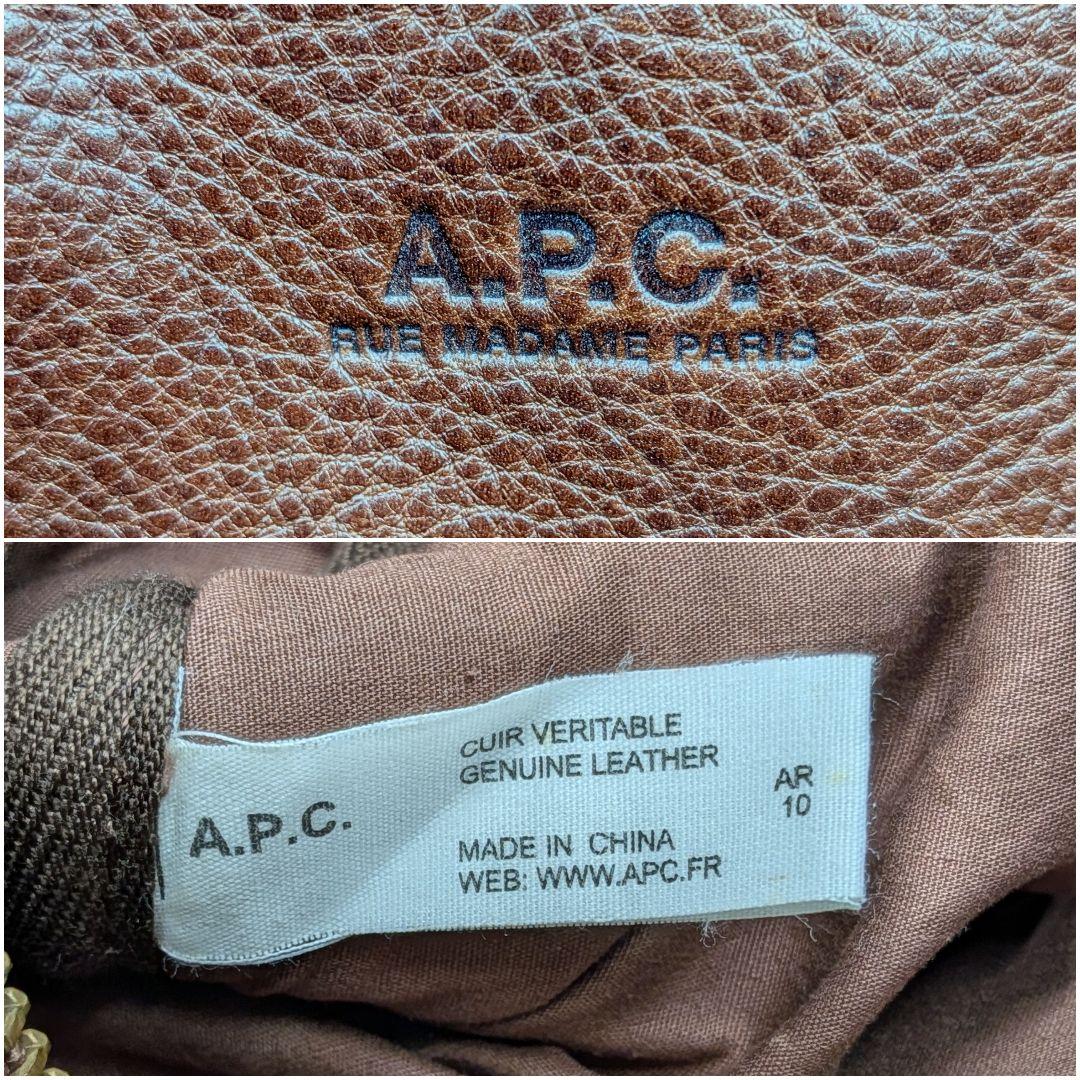 A.P.C.
RUE MADAME PARIS
A.P.C.
CUIR VERITABLE
GENUINE LEATHER
MADE IN CHINA
WEB: WWW.APC.FR
AR
10